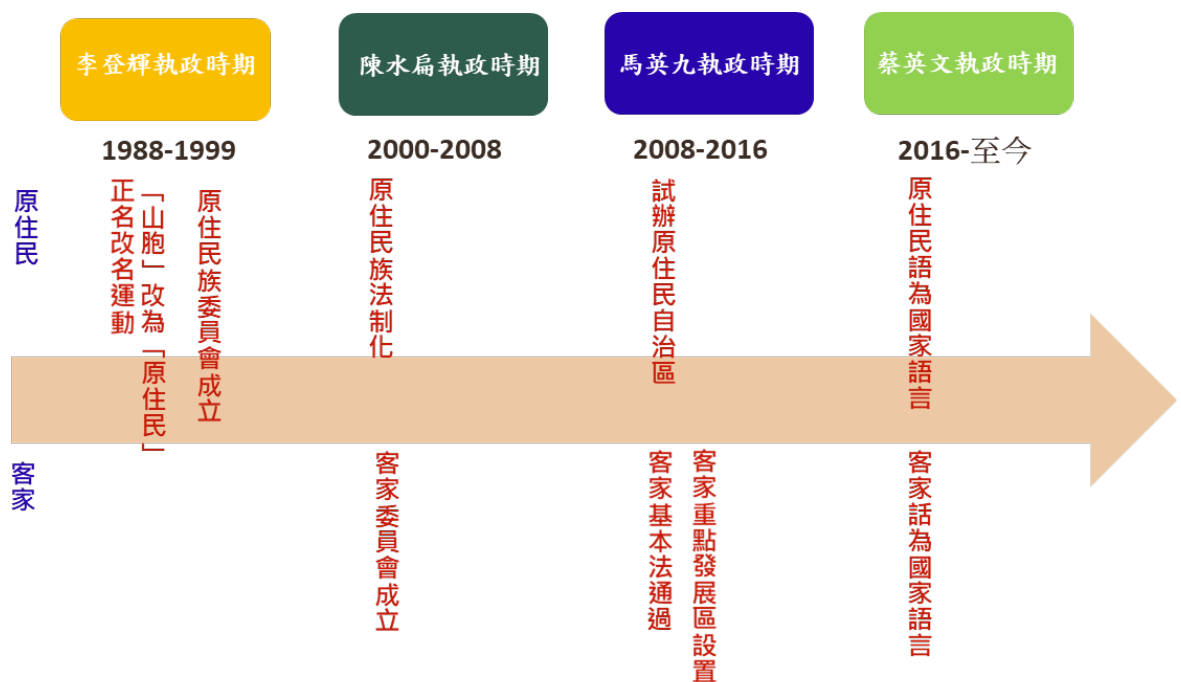 李登輝執政時期
陳水扁執政時期
馬英九執政時期
蔡英文執政時期
1988-1999
2000-2008
2008-2016
2016-至今
原住民
正名改名運動
「山胞」改為「原住民」
原住民族委員會成立
原住民族法制化
試辦原住民自治區
原住民語為國家語言
客家
客家委員會成立
客家基本法通過
客家重點發展區設置
客家話為國家語言